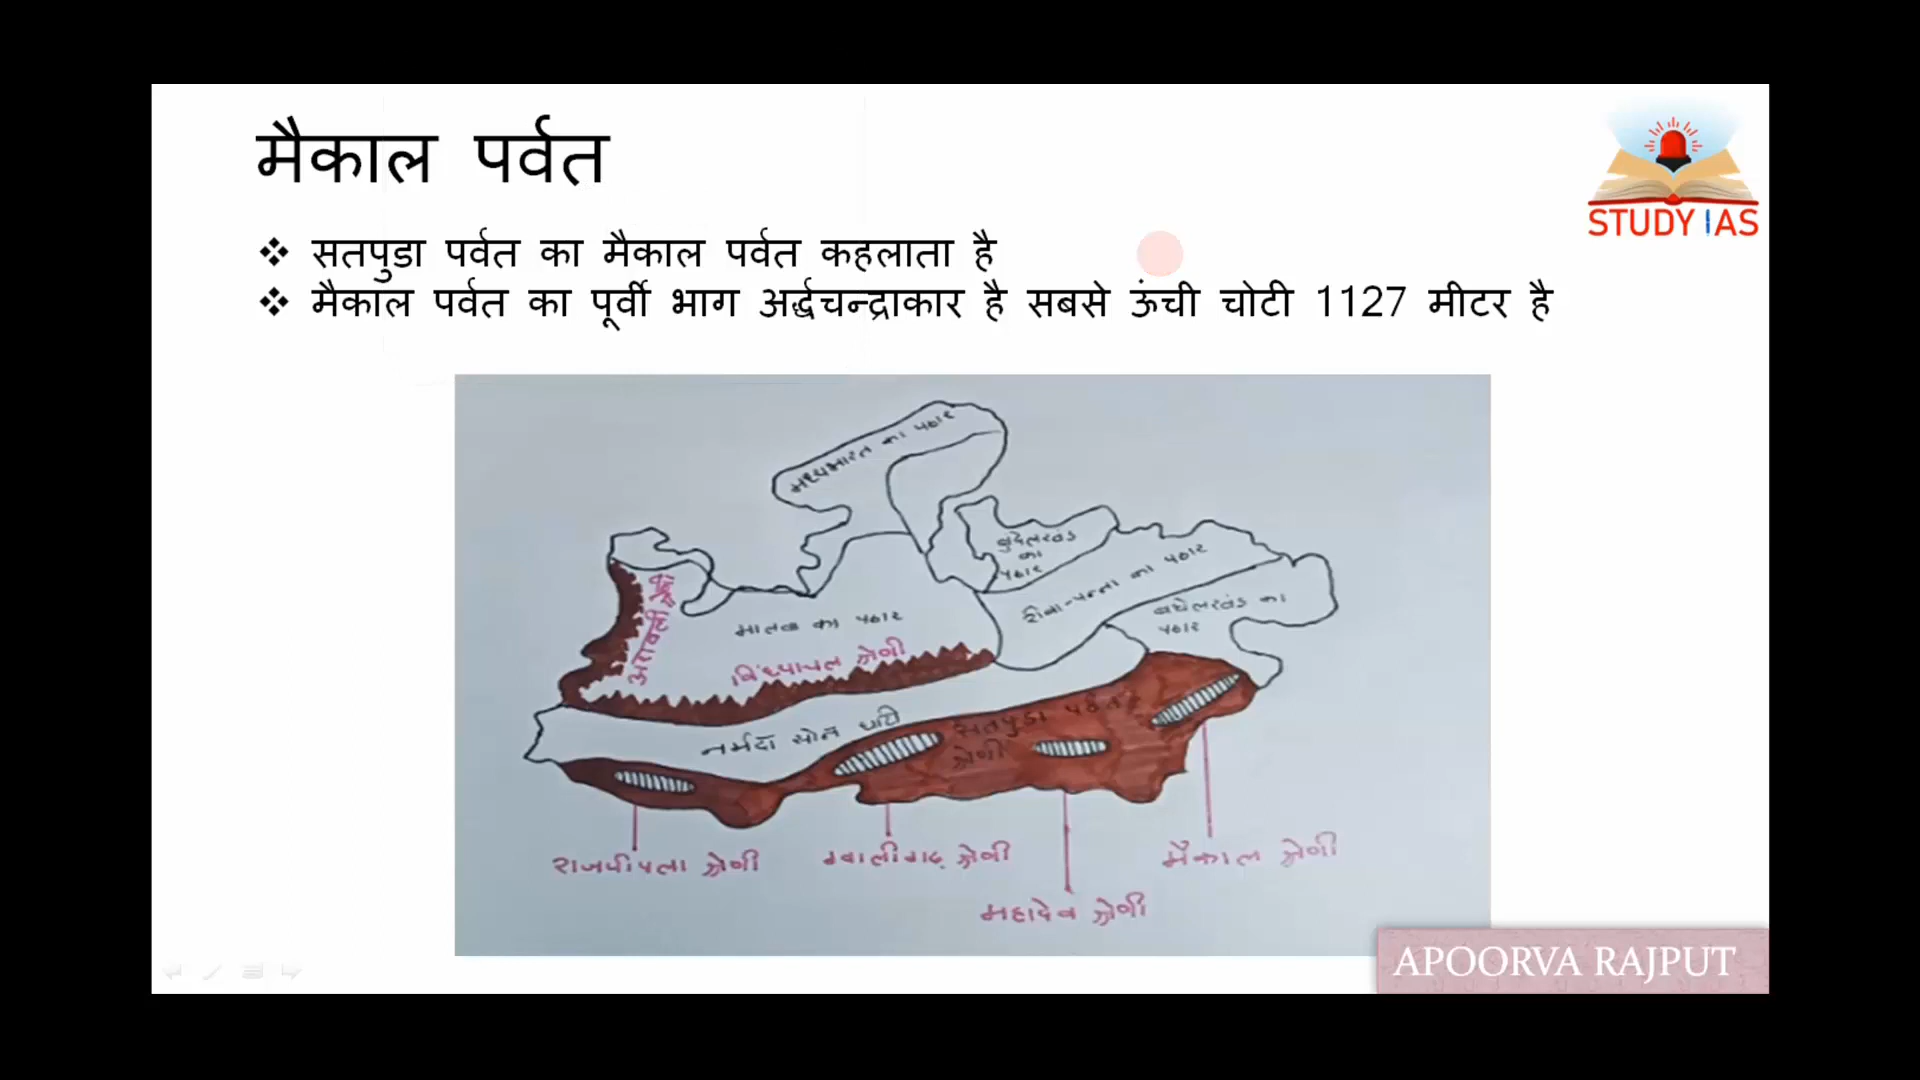 मैकाल पर्वत
STUDY IAS
❖ सतपुडा पर्वत का मैकाल पर्वत कहलाता है
❖ मैकाल पर्वत का पूर्वी भाग अर्द्धचन्द्राकार है सबसे ऊंची चोटी 1127 मीटर है
मध्यभारत का पठार
बुंदेलखंड
का
पठार
रीवा-पन्ना का पठार
बघेलखंड का
पठार
अरावली श्रेणी
मालवा का पठार
विंध्याचल श्रेणी
नर्मदा सोन घाटी
सतपुडा पर्वत
श्रेणी
राजपीपला श्रेणी
ग्वालीगढ़ श्रेणी
मैकाल श्रेणी
महादेव श्रेणी
APOORVA RAJPUT